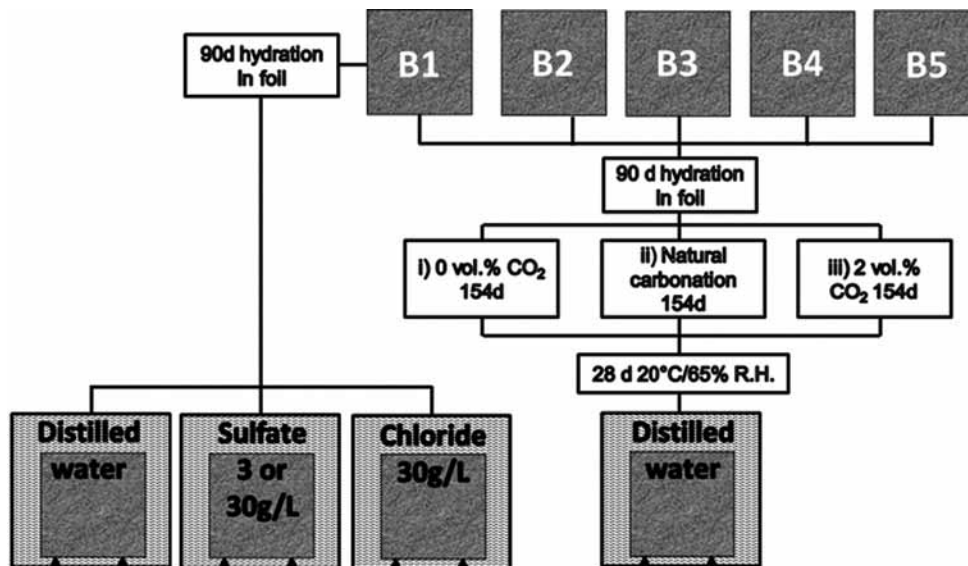 90d hydration
In foil
B1
B2
B3
B4
B5
90 d hydration
In foil
i) 0 vol.% CO₂
154d
ii) Natural
carbonation
154d
iii) 2 vol.%
CO₂ 154d
28 d 20°C/65% R.H.
Distilled
water
Sulfate
3 or
30g/L
Chloride
30g/L
Distilled
water